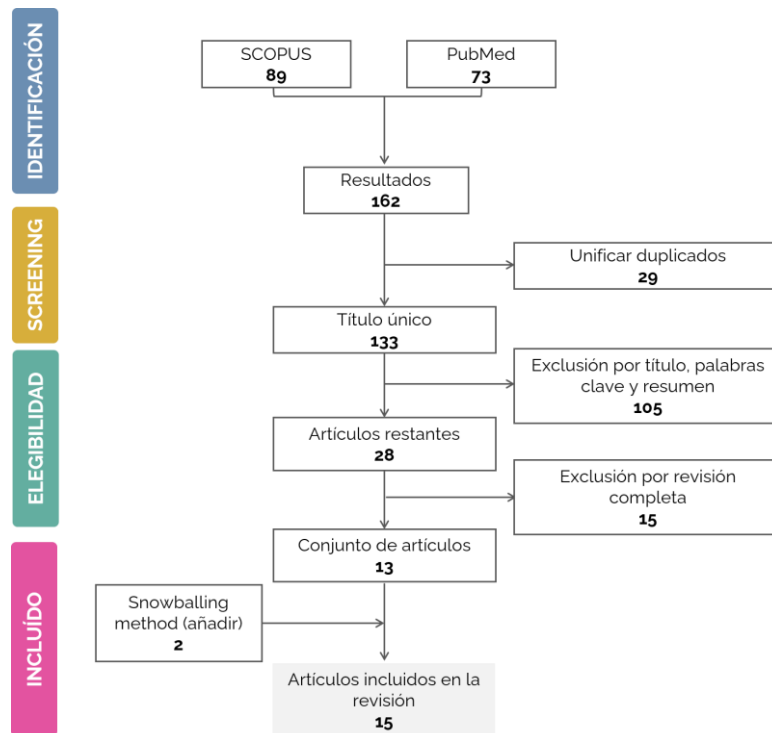 IDENTIFICACIÓN
SCOPUS
89
PubMed
73
Resultados
162
SCREENING
Unificar duplicados
29
Título único
133
ELEGIBILIDAD
Exclusión por título, palabras
clave y resumen
105
Artículos restantes
28
Exclusión por revisión
completa
15
INCLUÍDO
Conjunto de artículos
13
Snowballing
method (añadir)
2
Artículos incluidos en la
revisión
15